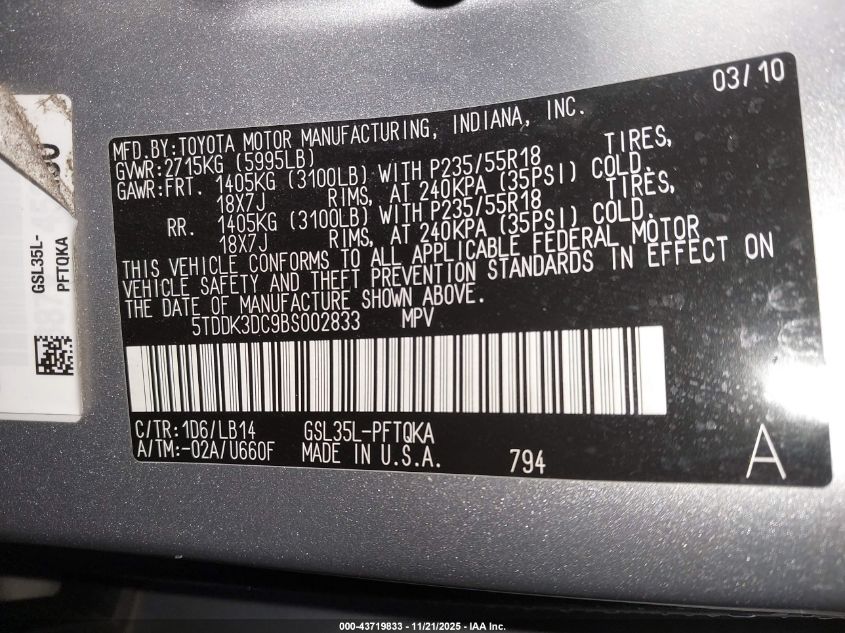 03/10
MFD.BY:TOYOTA MOTOR MANUFACTURING, INDIANA, INC.
GVWR:2715KG (5995LB)
GAWR:FRT. 1405KG (3100LB) WITH P235/55R18 TIRES,
18X7J RIMS, AT 240KPA (35PSI) COLD.
RR. 1405KG (3100LB) WITH P235/55R18 TIRES,
18X7J RIMS, AT 240KPA (35PSI) COLD.
THIS VEHICLE CONFORMS TO ALL APPLICABLE FEDERAL MOTOR
VEHICLE SAFETY AND THEFT PREVENTION STANDARDS IN EFFECT ON
THE DATE OF MANUFACTURE SHOWN ABOVE.
5TDDK3DC9BS002833 MPV
C/TR:1D6/LB14 GSL35L-PFTQKA
A/TM:-02A/U660F MADE IN U.S.A. 794 A
GSL35L-
PFTQKA
000-43719833 - 11/21/2025 - IAA Inc.